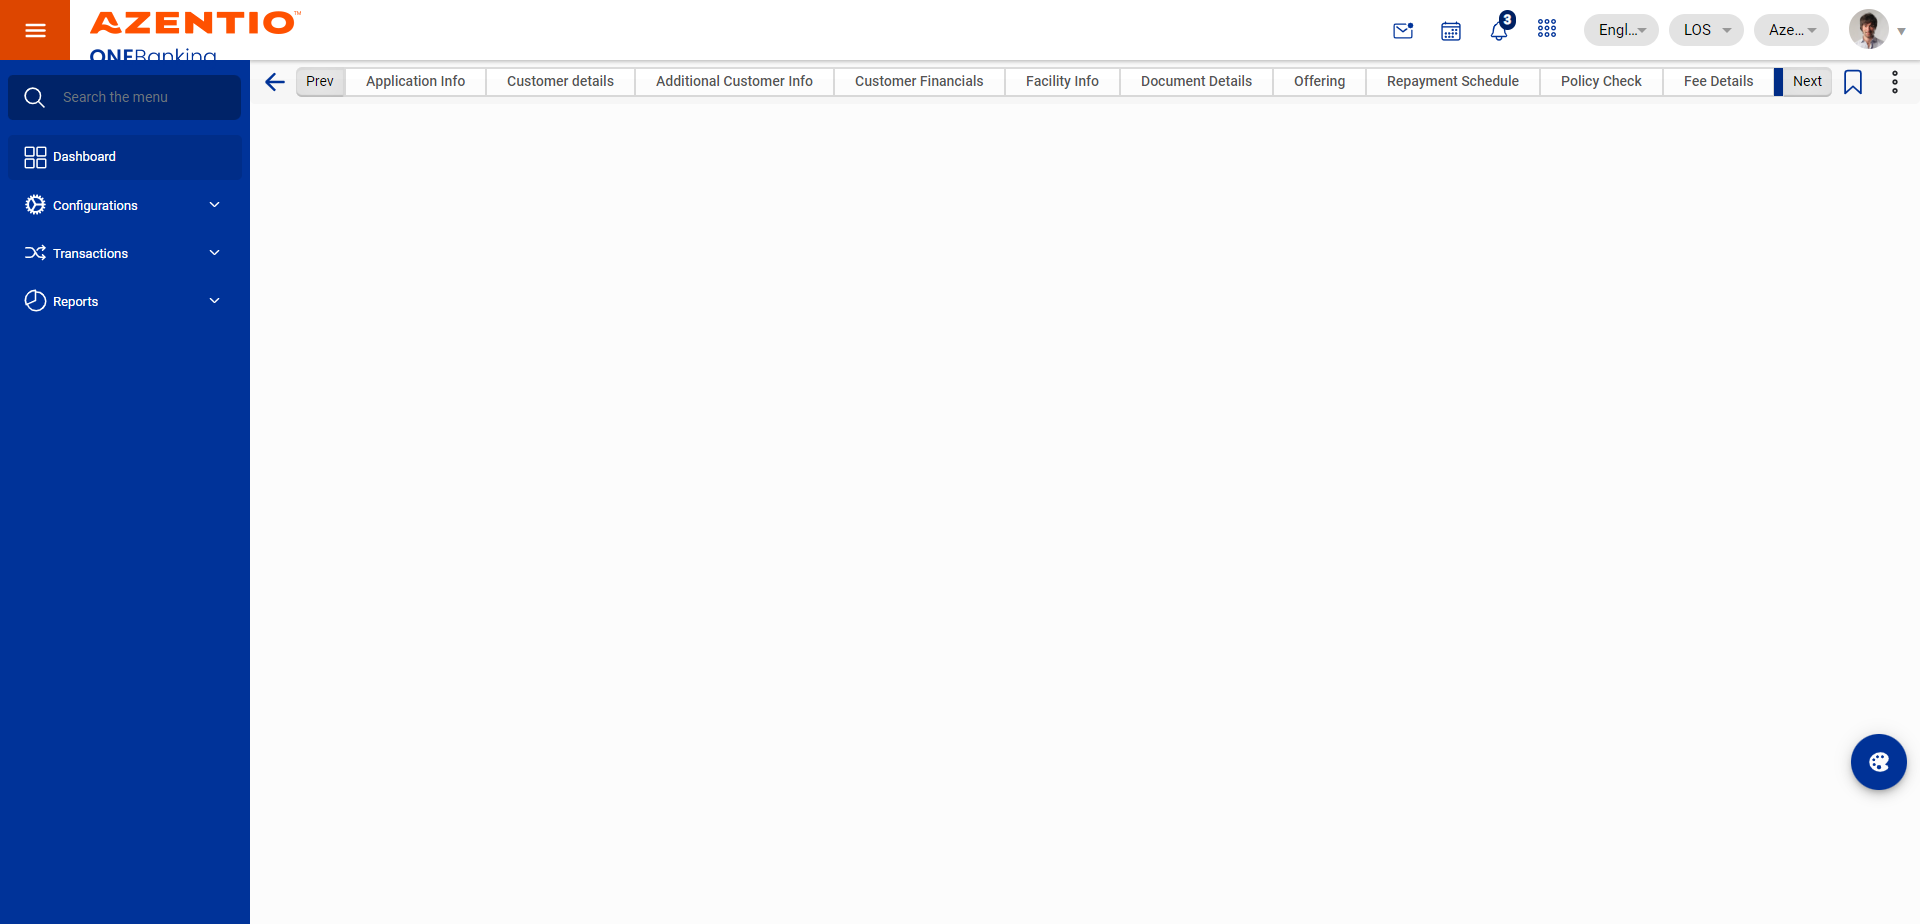 AZENTIO™
ONEBanking
3
Engl...
LOS
Aze...
Search the menu
Dashboard
Configurations
Transactions
Reports
Prev
Application Info
Customer details
Additional Customer Info
Customer Financials
Facility Info
Document Details
Offering
Repayment Schedule
Policy Check
Fee Details
Next